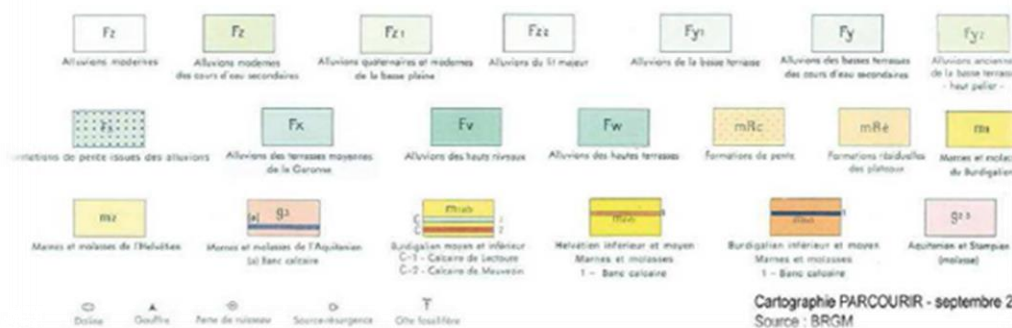 Fz Fz Fz1 Fz2 Fy1 Fy Fyz
Alluvions modernes
Alluvions modernes
des cours d'eau secondaires
Alluvions quaternaires et modernes
de la basse plaine
Alluvions du lit majeur
Alluvions de la basse terrasse
Alluvions des basses terrasses
des cours d'eau secondaires
Alluvions ancienne
de la basse terrasse
- haut palier -
Fx Fv Fw mRc mRé
de pente issues des alluvions
Alluvions des terrasses moyennes
de la Garonne
Alluvions des hauts niveaux
Alluvions des hautes terrasses
Formations de pente
Formations résiduelles
des plateaux
Marnes et molas
du Burdigalien
m2 g3
Marnes et molasses de l'Helvétien
Marnes et molasses de l'Aquitanien
(a) Banc calcaire
Burdigalien moyen et inférieur
C-1 - Calcaire de Lectoure
C-2 - Calcaire de Mauvezin
Helvétien inférieur et moyen
Marnes et molasses
1 - Banc calcaire
Burdigalien inférieur et moyen
Marnes et molasses
1 - Banc calcaire
Aquitanien et Stampien
(molasse)
Doline Gouffre Perte de ruisseau Source-résurgence Gîte fossilifère
Cartographie PARCOURIR - septembre 2
Source : BRGM